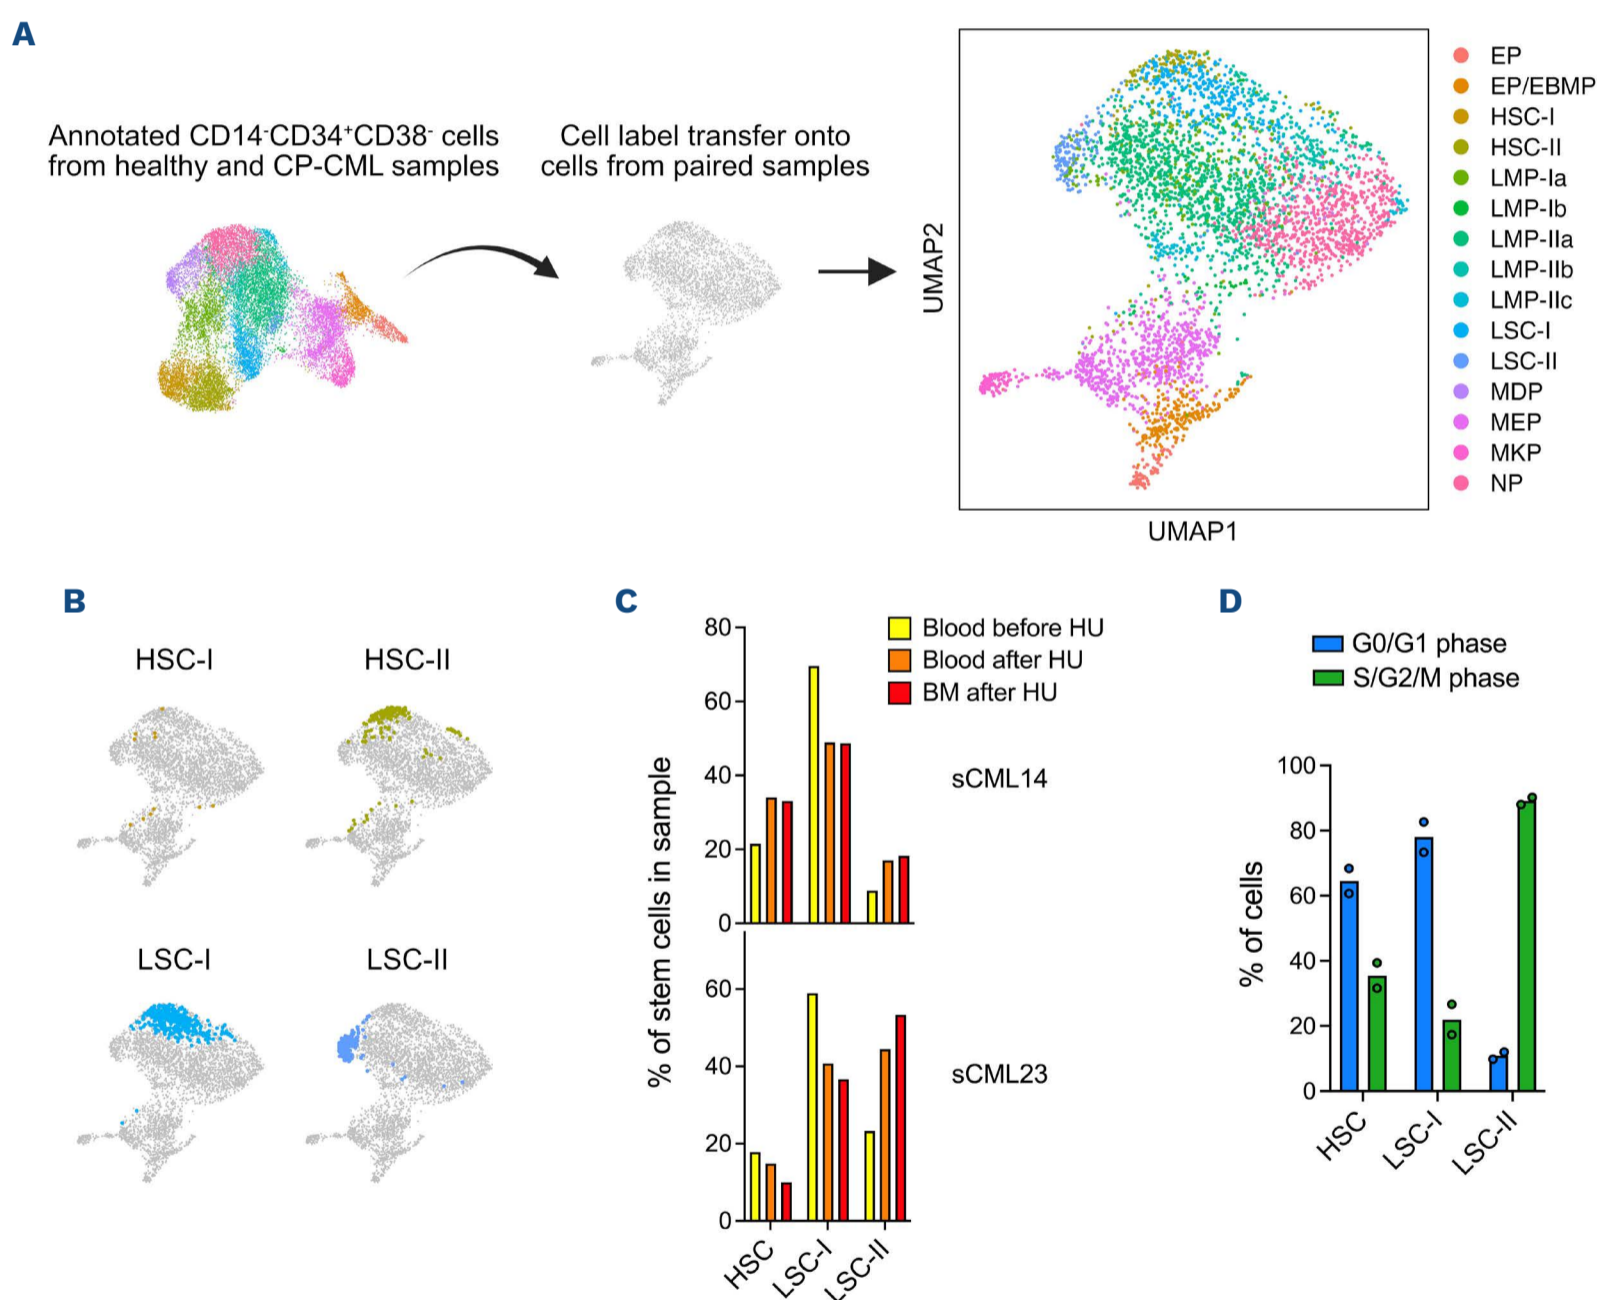 A
Annotated CD14⁻CD34⁺CD38⁻ cells
from healthy and CP-CML samples
Cell label transfer onto
cells from paired samples
UMAP2
UMAP1
EP
EP/EBMP
HSC-I
HSC-II
LMP-Ia
LMP-Ib
LMP-IIa
LMP-IIb
LMP-IIc
LSC-I
LSC-II
MDP
MEP
MKP
NP
B
HSC-I
HSC-II
LSC-I
LSC-II
C
Blood before HU
Blood after HU
BM after HU
% of stem cells in sample
80
60
40
20
0
sCML14
60
40
20
0
sCML23
HSC
LSC-I
LSC-II
D
G0/G1 phase
S/G2/M phase
% of cells
100
80
60
40
20
0
HSC
LSC-I
LSC-II